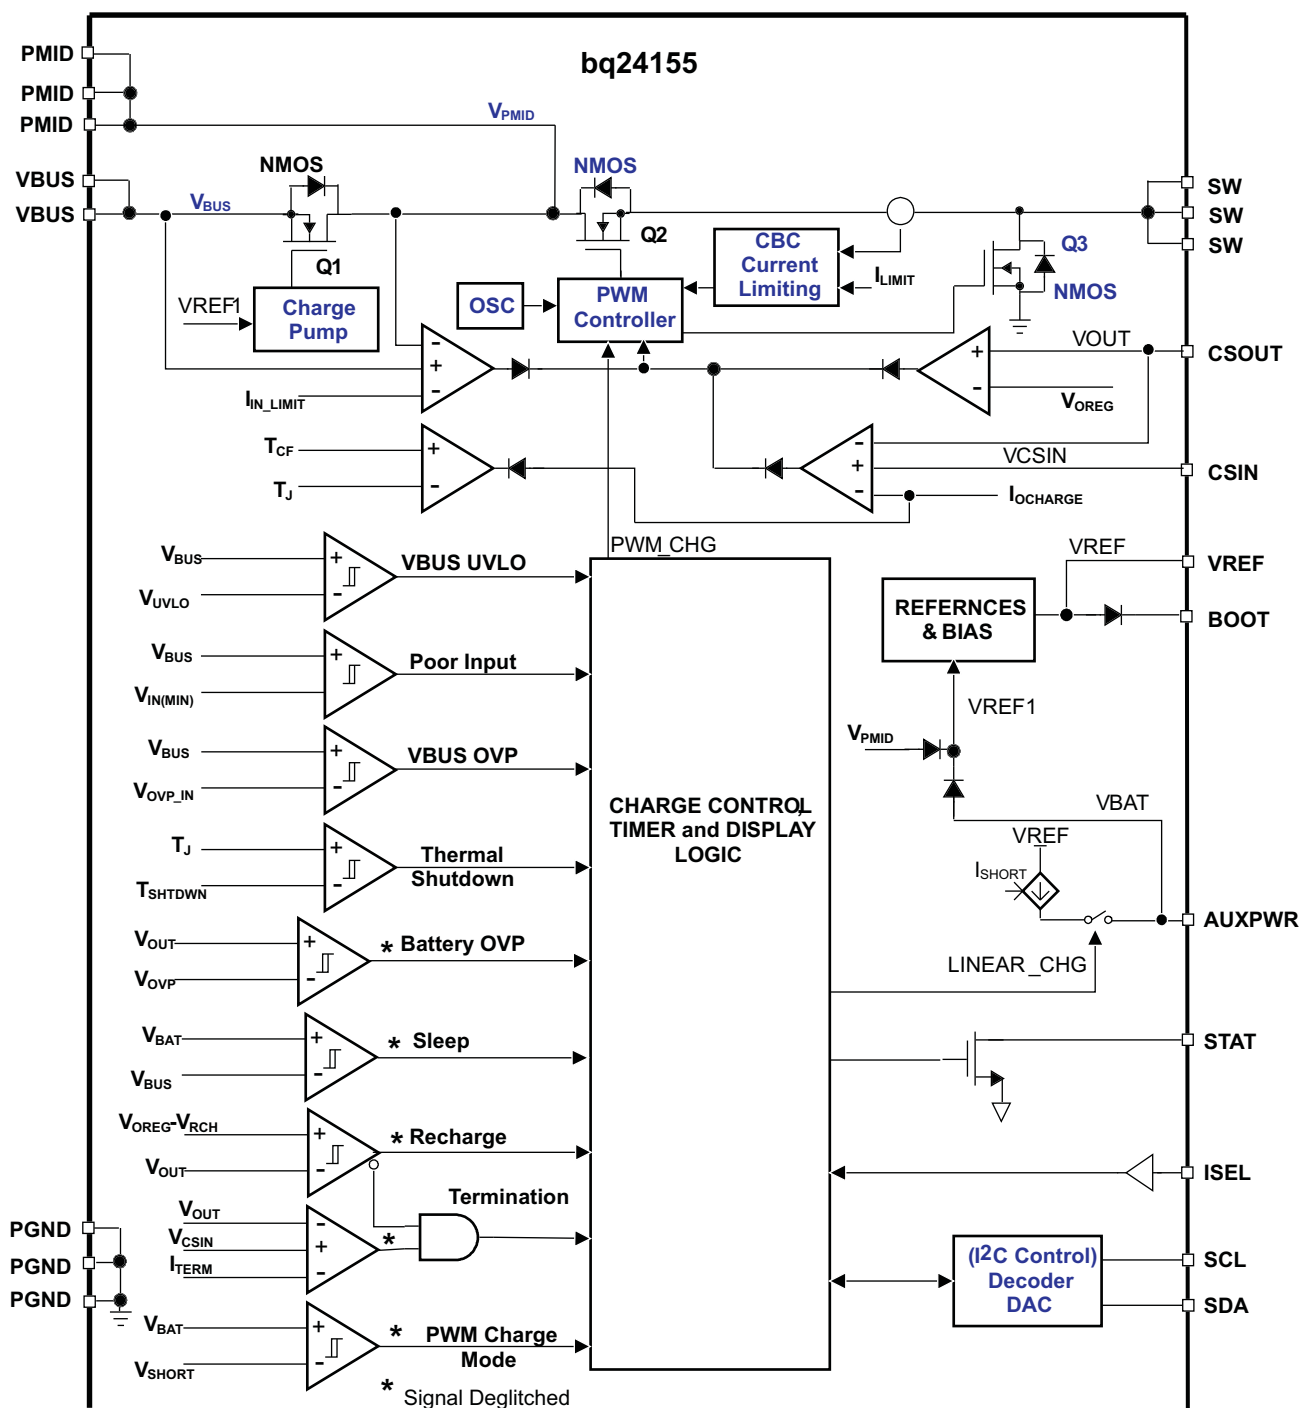 bq24155
PMID
PMID
PMID
VPMID
VBUS
VBUS
VBUS
NMOS
Q1
NMOS
Q2
SW
SW
SW
Q3
NMOS
CBC
Current
Limiting
ILIMIT
VREF1
Charge
Pump
OSC
PWM
Controller
-
+
-
IIN_LIMIT
+
-
VOUT
VOREG
CSOUT
TCF
TJ
+
-
-
+
-
VCSIN
CSIN
IOCHARGE
PWM_CHG
VBUS
VUVLO
+
-
VBUS UVLO
VREF
VREF
REFERNCES
& BIAS
BOOT
VBUS
VIN(MIN)
+
-
Poor Input
VREF1
VPMID
VBUS
VOVP_IN
+
-
VBUS OVP
CHARGE CONTROL,
TIMER and DISPLAY
LOGIC
VBAT
VREF
ISHORT
TJ
TSHTDWN
+
-
Thermal
Shutdown
AUXPWR
VOUT
VOVP
+
-
* Battery OVP
LINEAR_CHG
VBAT
VBUS
+
-
* Sleep
STAT
VOREG-VRCH
VOUT
+
-
* Recharge
ISEL
Termination
VOUT
VCSIN
ITERM
-
+
-
*
PGND
PGND
PGND
(I2C Control)
Decoder
DAC
SCL
SDA
VBAT
VSHORT
+
-
*
PWM Charge
Mode
* Signal Deglitched